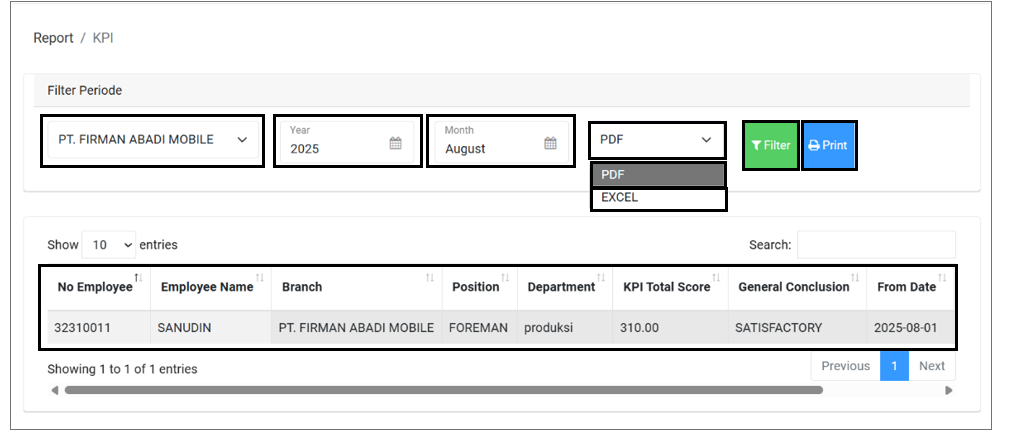 Report / KPI
Filter Periode
PT. FIRMAN ABADI MOBILE
Year
2025
Month
August
PDF
Filter
Print
PDF
EXCEL
Show 10 entries
Search:
No Employee Employee Name Branch Position Department KPI Total Score General Conclusion From Date
32310011 SANUDIN PT. FIRMAN ABADI MOBILE FOREMAN produksi 310.00 SATISFACTORY 2025-08-01
Showing 1 to 1 of 1 entries
Previous 1 Next